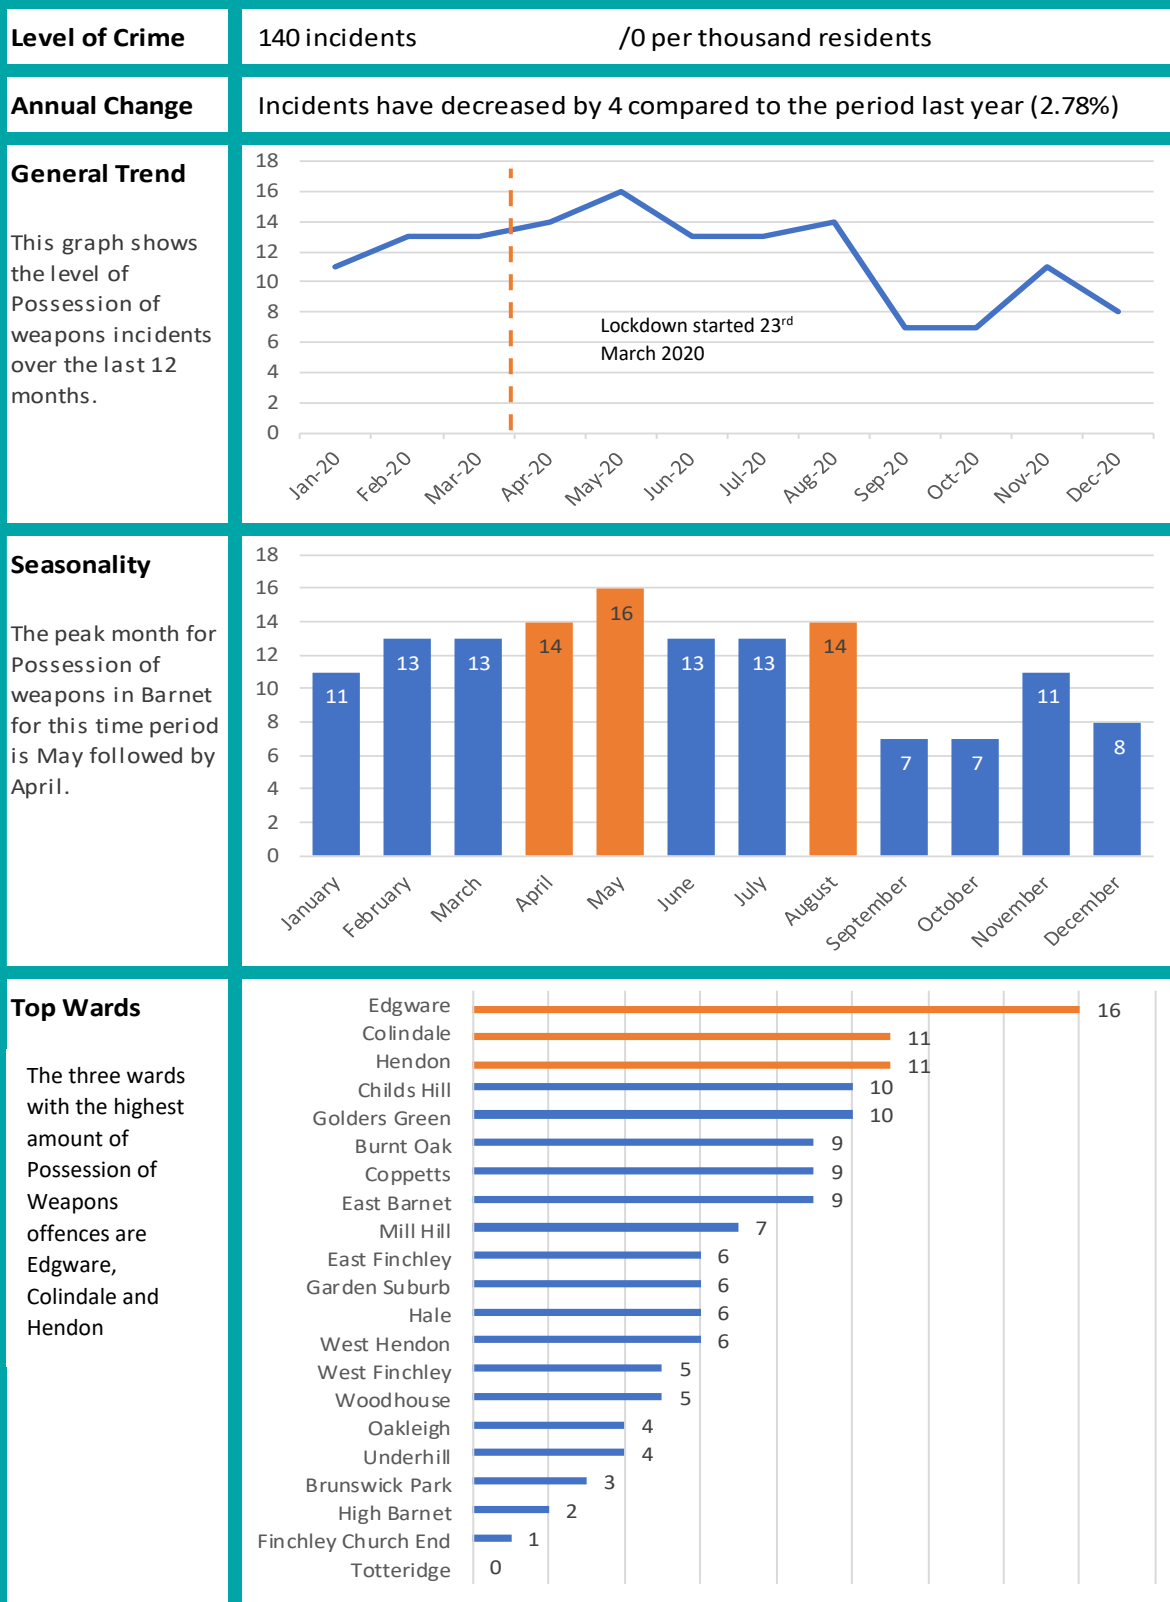 Level of Crime
140 incidents /0 per thousand residents
Annual Change
Incidents have decreased by 4 compared to the period last year (2.78%)
General Trend
This graph shows
the level of
Possession of
weapons incidents
over the last 12
months.
18
16
14
12
10
8
6
4
2
0
Lockdown started 23rd
March 2020
Jan-20
Feb-20
Mar-20
Apr-20
May-20
Jun-20
Jul-20
Aug-20
Sep-20
Oct-20
Nov-20
Dec-20
Seasonality
The peak month for
Possession of
weapons in Barnet
for this time period
is May followed by
April.
18
16
14
12
10
8
6
4
2
0
11
13
13
14
16
13
13
14
7
7
11
8
January
February
March
April
May
June
July
August
September
October
November
December
Top Wards
The three wards
with the highest
amount of
Possession of
Weapons
offences are
Edgware,
Colindale and
Hendon
Edgware 16
Colindale 11
Hendon 11
Childs Hill 10
Golders Green 10
Burnt Oak 9
Coppetts 9
East Barnet 9
Mill Hill 7
East Finchley 6
Garden Suburb 6
Hale 6
West Hendon 6
West Finchley 5
Woodhouse 5
Oakleigh 4
Underhill 4
Brunswick Park 3
High Barnet 2
Finchley Church End 1
Totteridge 0